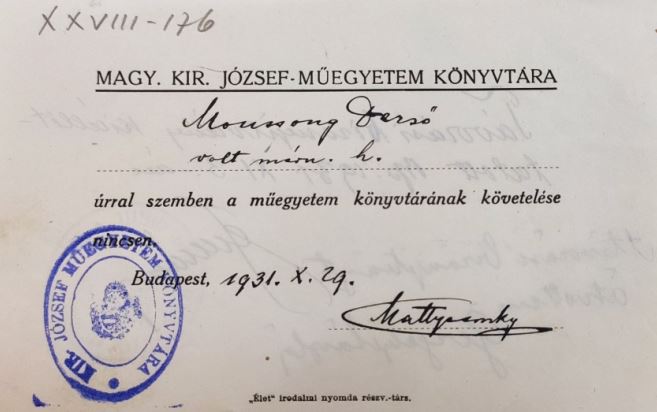 XXVIII-176
MAGY. KIR. JÓZSEF-MŰEGYETEM KÖNYVTÁRA
Moussong Dezső
volt mérn. h.
úrral szemben a műegyetem könyvtárának követelése
nincsen.
Budapest, 1931. X. 29.
KIR. JÓZSEF MŰEGYETEM KÖNYVTÁRA
„Élet" irodalmi nyomda részv.-társ.